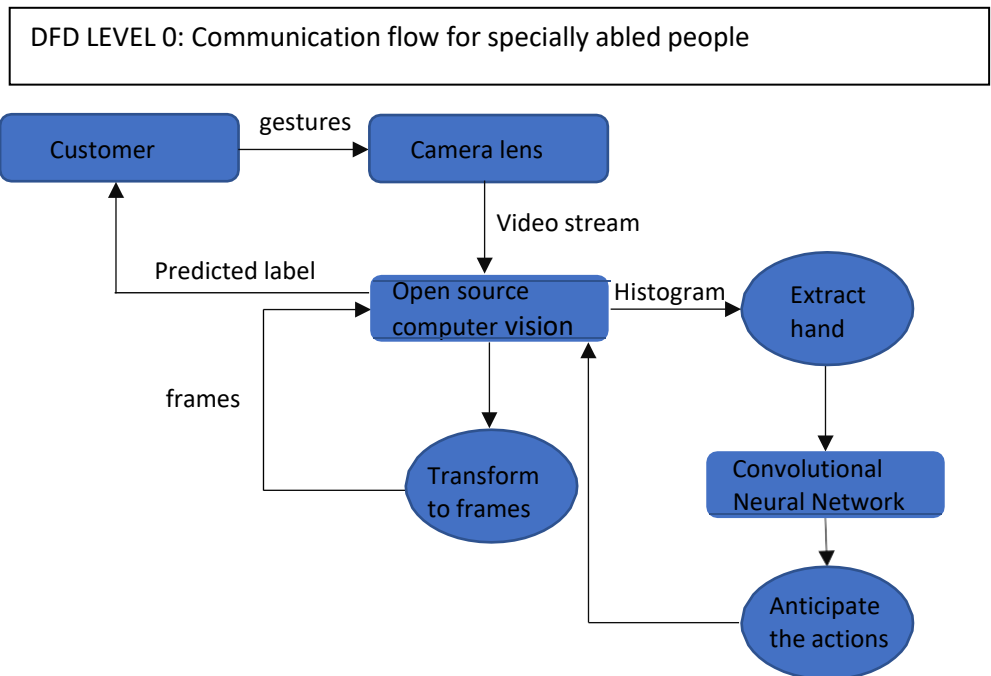 DFD LEVEL 0: Communication flow for specially abled people
gestures
Customer
Camera lens
Video stream
Predicted label
Open source
computer vision
Histogram
Extract
hand
frames
Transform
to frames
Convolutional
Neural Network
Anticipate
the actions